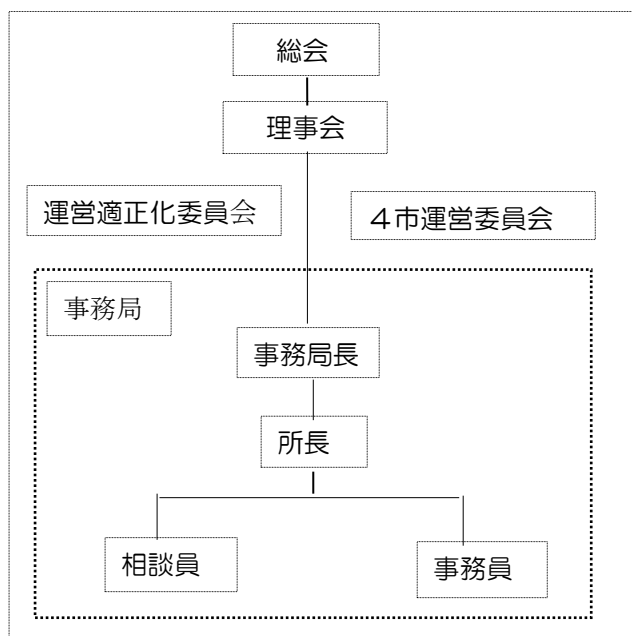 総会
理事会
運営適正化委員会
４市運営委員会
事務局
事務局長
所長
相談員
事務員